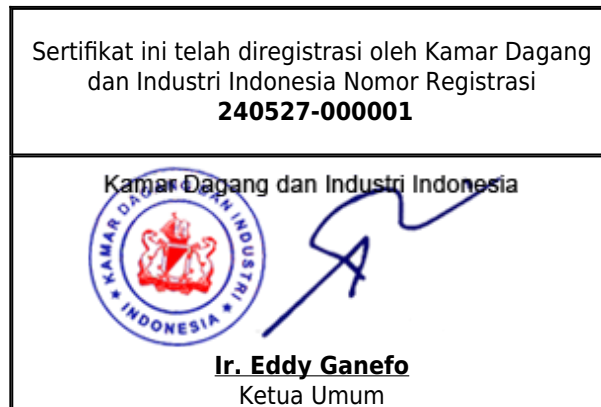 Sertifikat ini telah diregistrasi oleh Kamar Dagang
dan Industri Indonesia Nomor Registrasi
240527-000001
Kamar Dagang dan Industri Indonesia
KAMAR DAGANG DAN INDUSTRI
INDONESIA
Ir. Eddy Ganefo
Ketua Umum